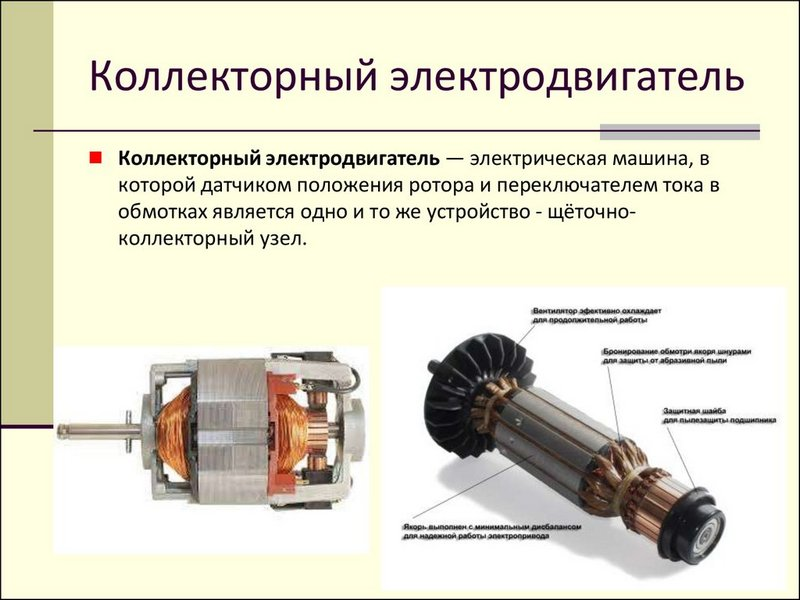 Коллекторный электродвигатель
Коллекторный электродвигатель — электрическая машина, в
которой датчиком положения ротора и переключателем тока в
обмотках является одно и то же устройство - щёточно-
коллекторный узел.
Вентилятор эфективно охлаждает
для продолжительной работы
Бронирование обмотри якоря шнурами
для защиты от абразивной пыли
Защитная шайба
для пылезащиты подшипника
Якорь выполнен с минимальным дисбалансом
для надежной работы электропривода